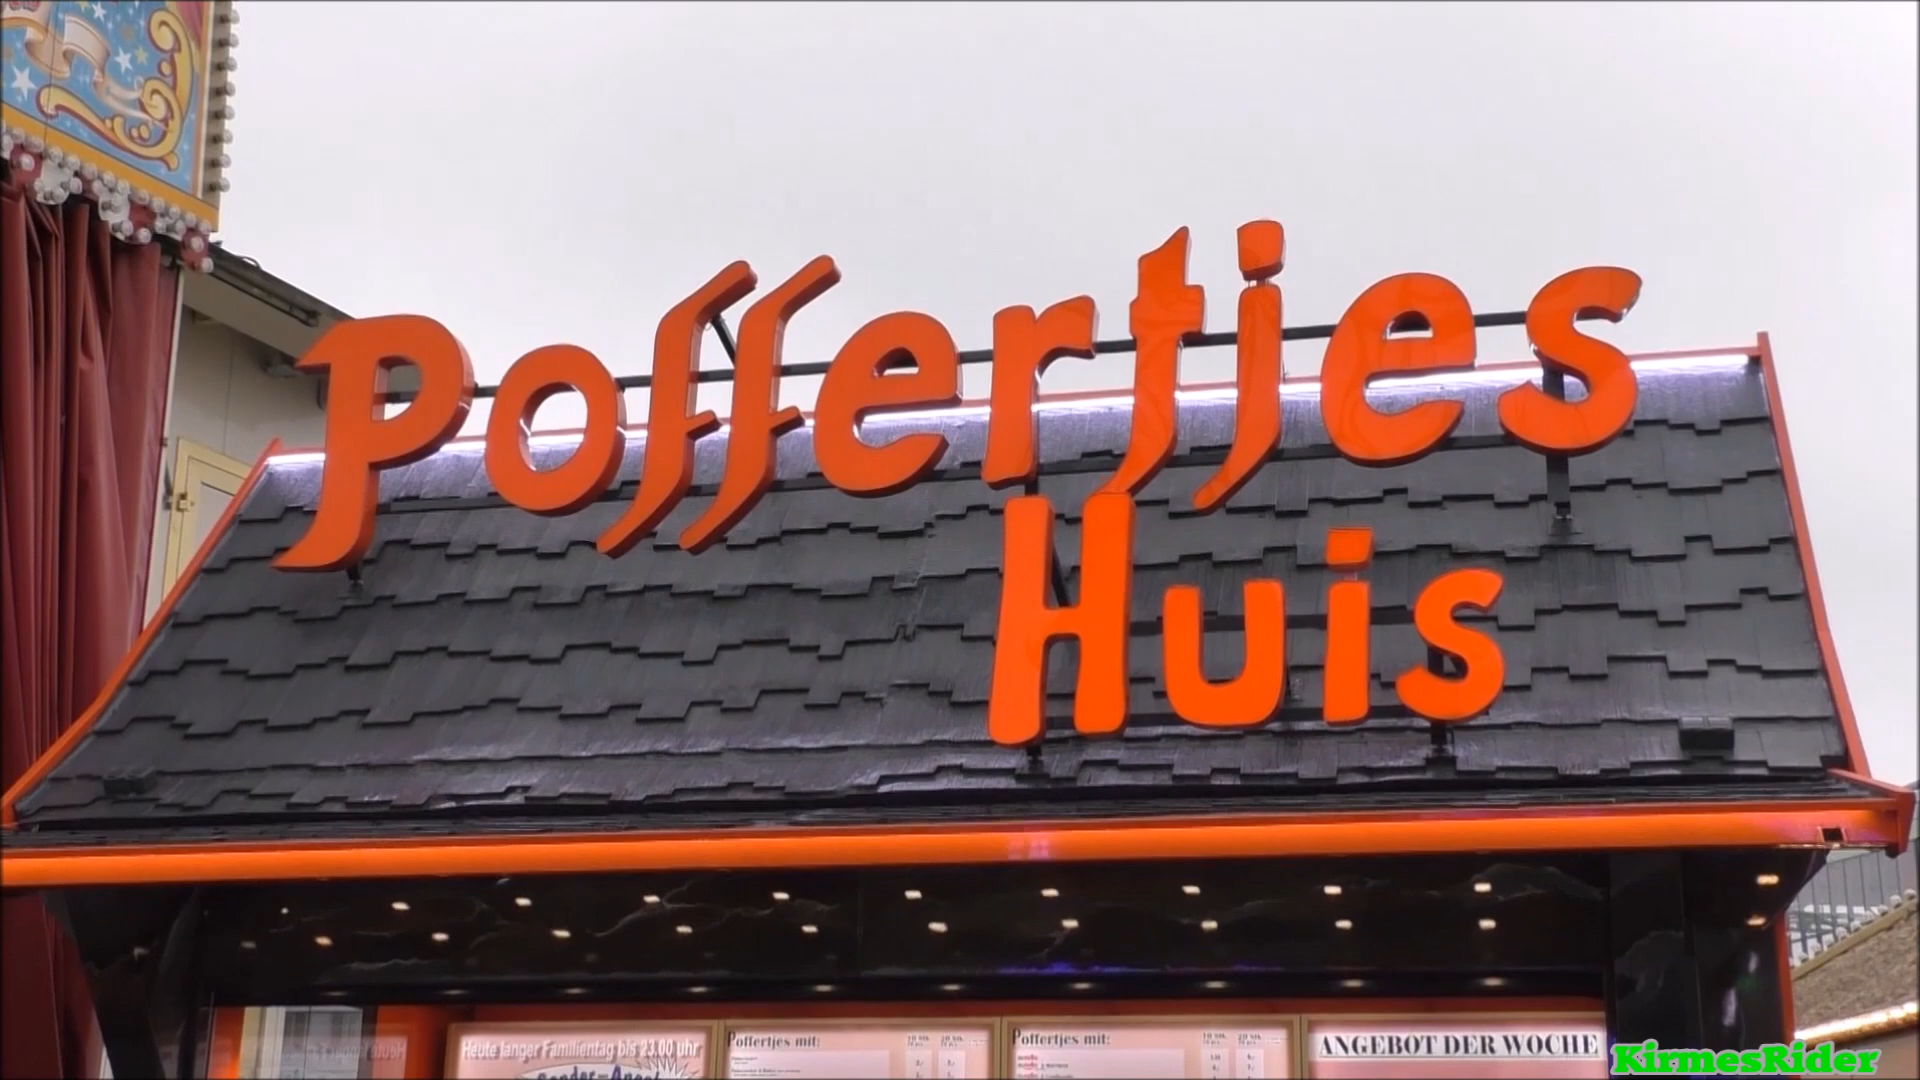 Poffertjes
Huis
Heute langer Familientag bis 23.00 uhr
Poffertjes mit:
Poffertjes mit:
ANGEBOT DER WOCHE
KirmesRider